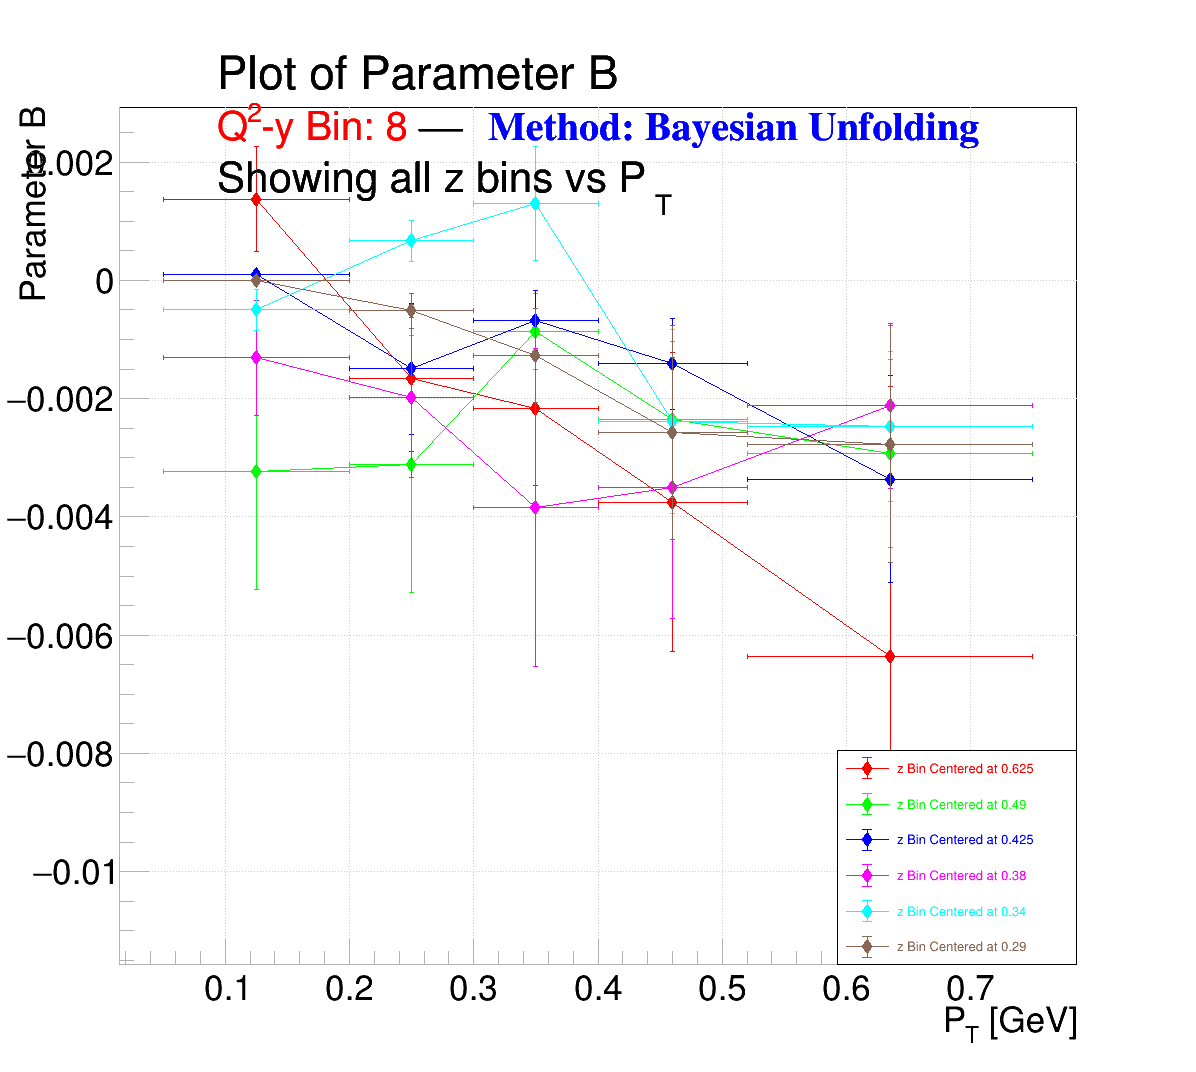 Plot of Parameter B
Q²-y Bin: 8 — Method: Bayesian Unfolding
Showing all z bins vs P_T
Parameter B
0.002
0
−0.002
−0.004
−0.006
−0.008
−0.01
z Bin Centered at 0.625
z Bin Centered at 0.49
z Bin Centered at 0.425
z Bin Centered at 0.38
z Bin Centered at 0.34
z Bin Centered at 0.29
0.1 0.2 0.3 0.4 0.5 0.6 0.7
P_T [GeV]